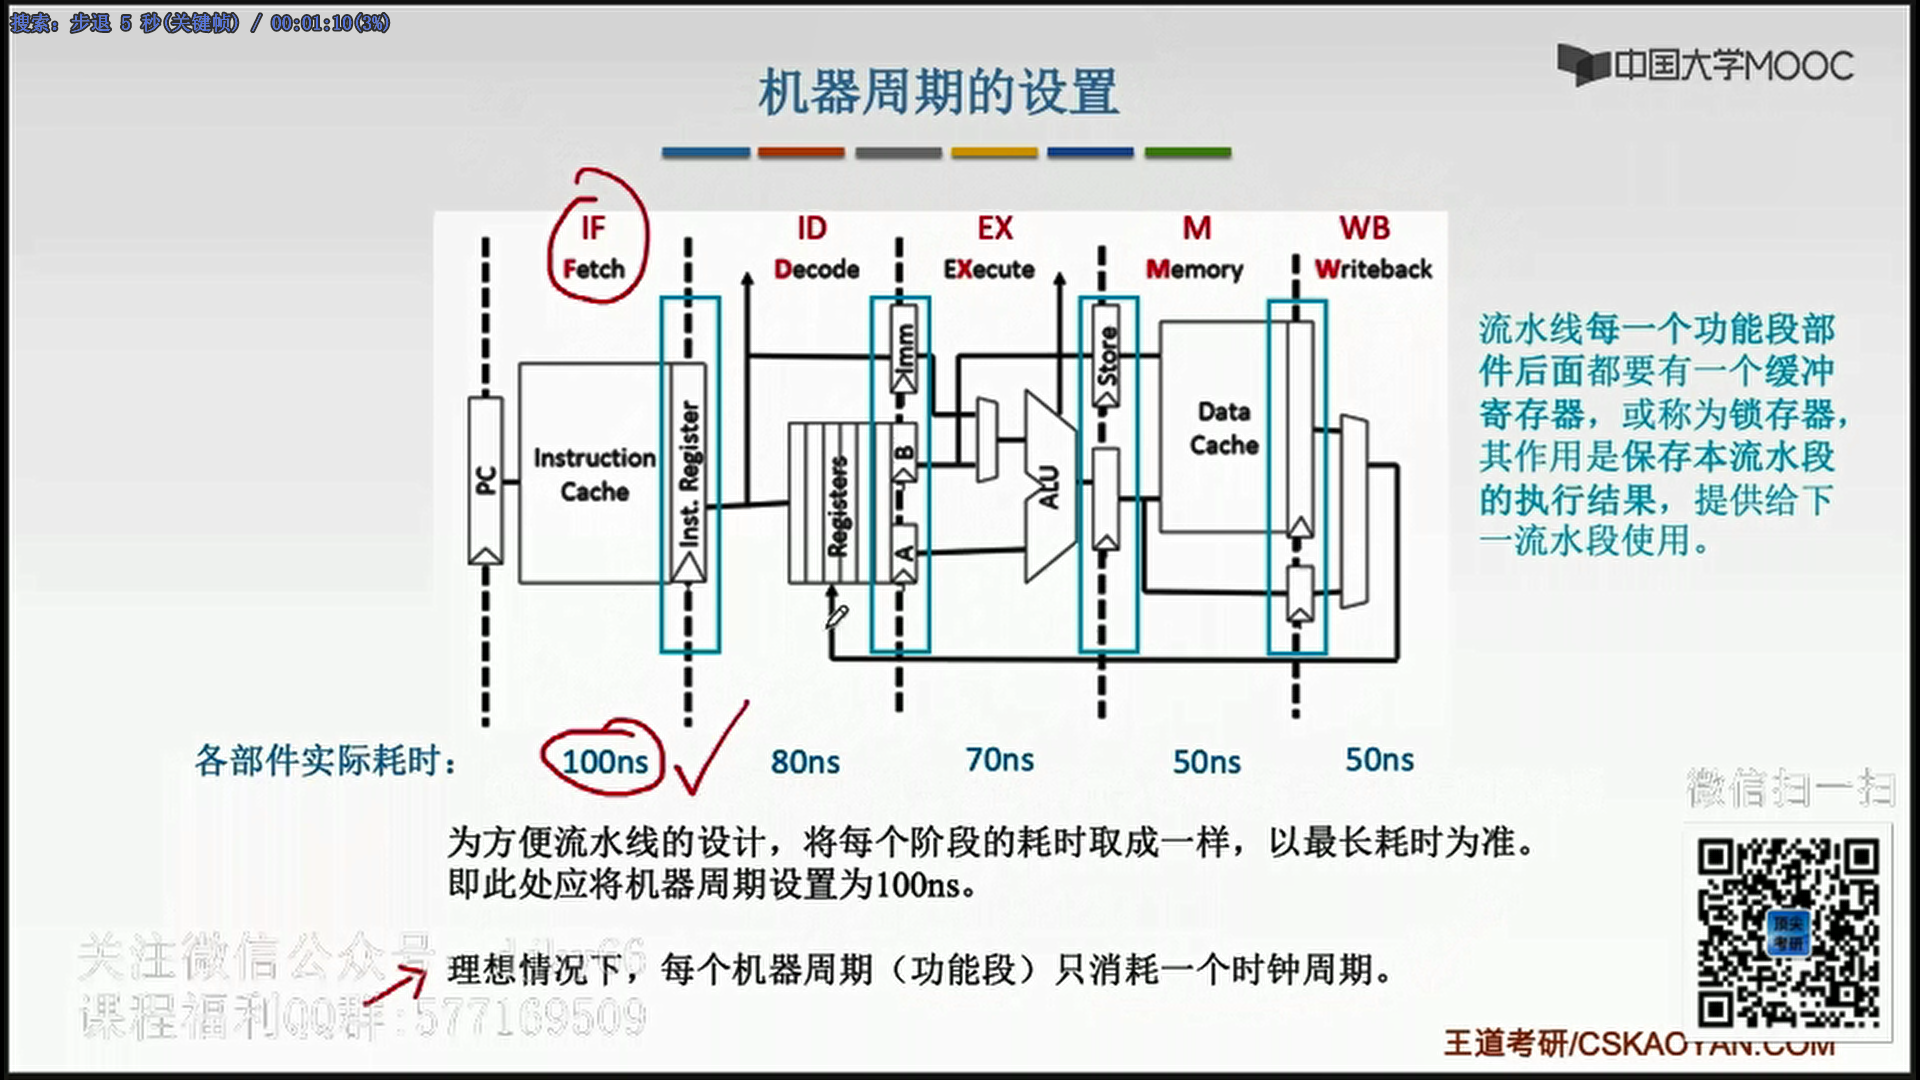 搜索: 步退 5 秒(关键帧) / 00:01:10(3%)
中国大学MOOC
机器周期的设置
IF ID EX M WB
Fetch Decode EXecute Memory Writeback
PC
Instruction Cache
Inst. Register
Registers
Imm
B
A
ALU
Store
Data Cache
流水线每一个功能段部
件后面都要有一个缓冲
寄存器，或称为锁存器，
其作用是保存本流水段
的执行结果，提供给下
一流水段使用。
各部件实际耗时： 100ns 80ns 70ns 50ns 50ns
为方便流水线的设计，将每个阶段的耗时取成一样，以最长耗时为准。
即此处应将机器周期设置为100ns。
理想情况下，每个机器周期（功能段）只消耗一个时钟周期。
关注微信公众号
课程福利QQ群:577169509
微信扫一扫
顶尖
考研
王道考研/CSKAOYAN.COM